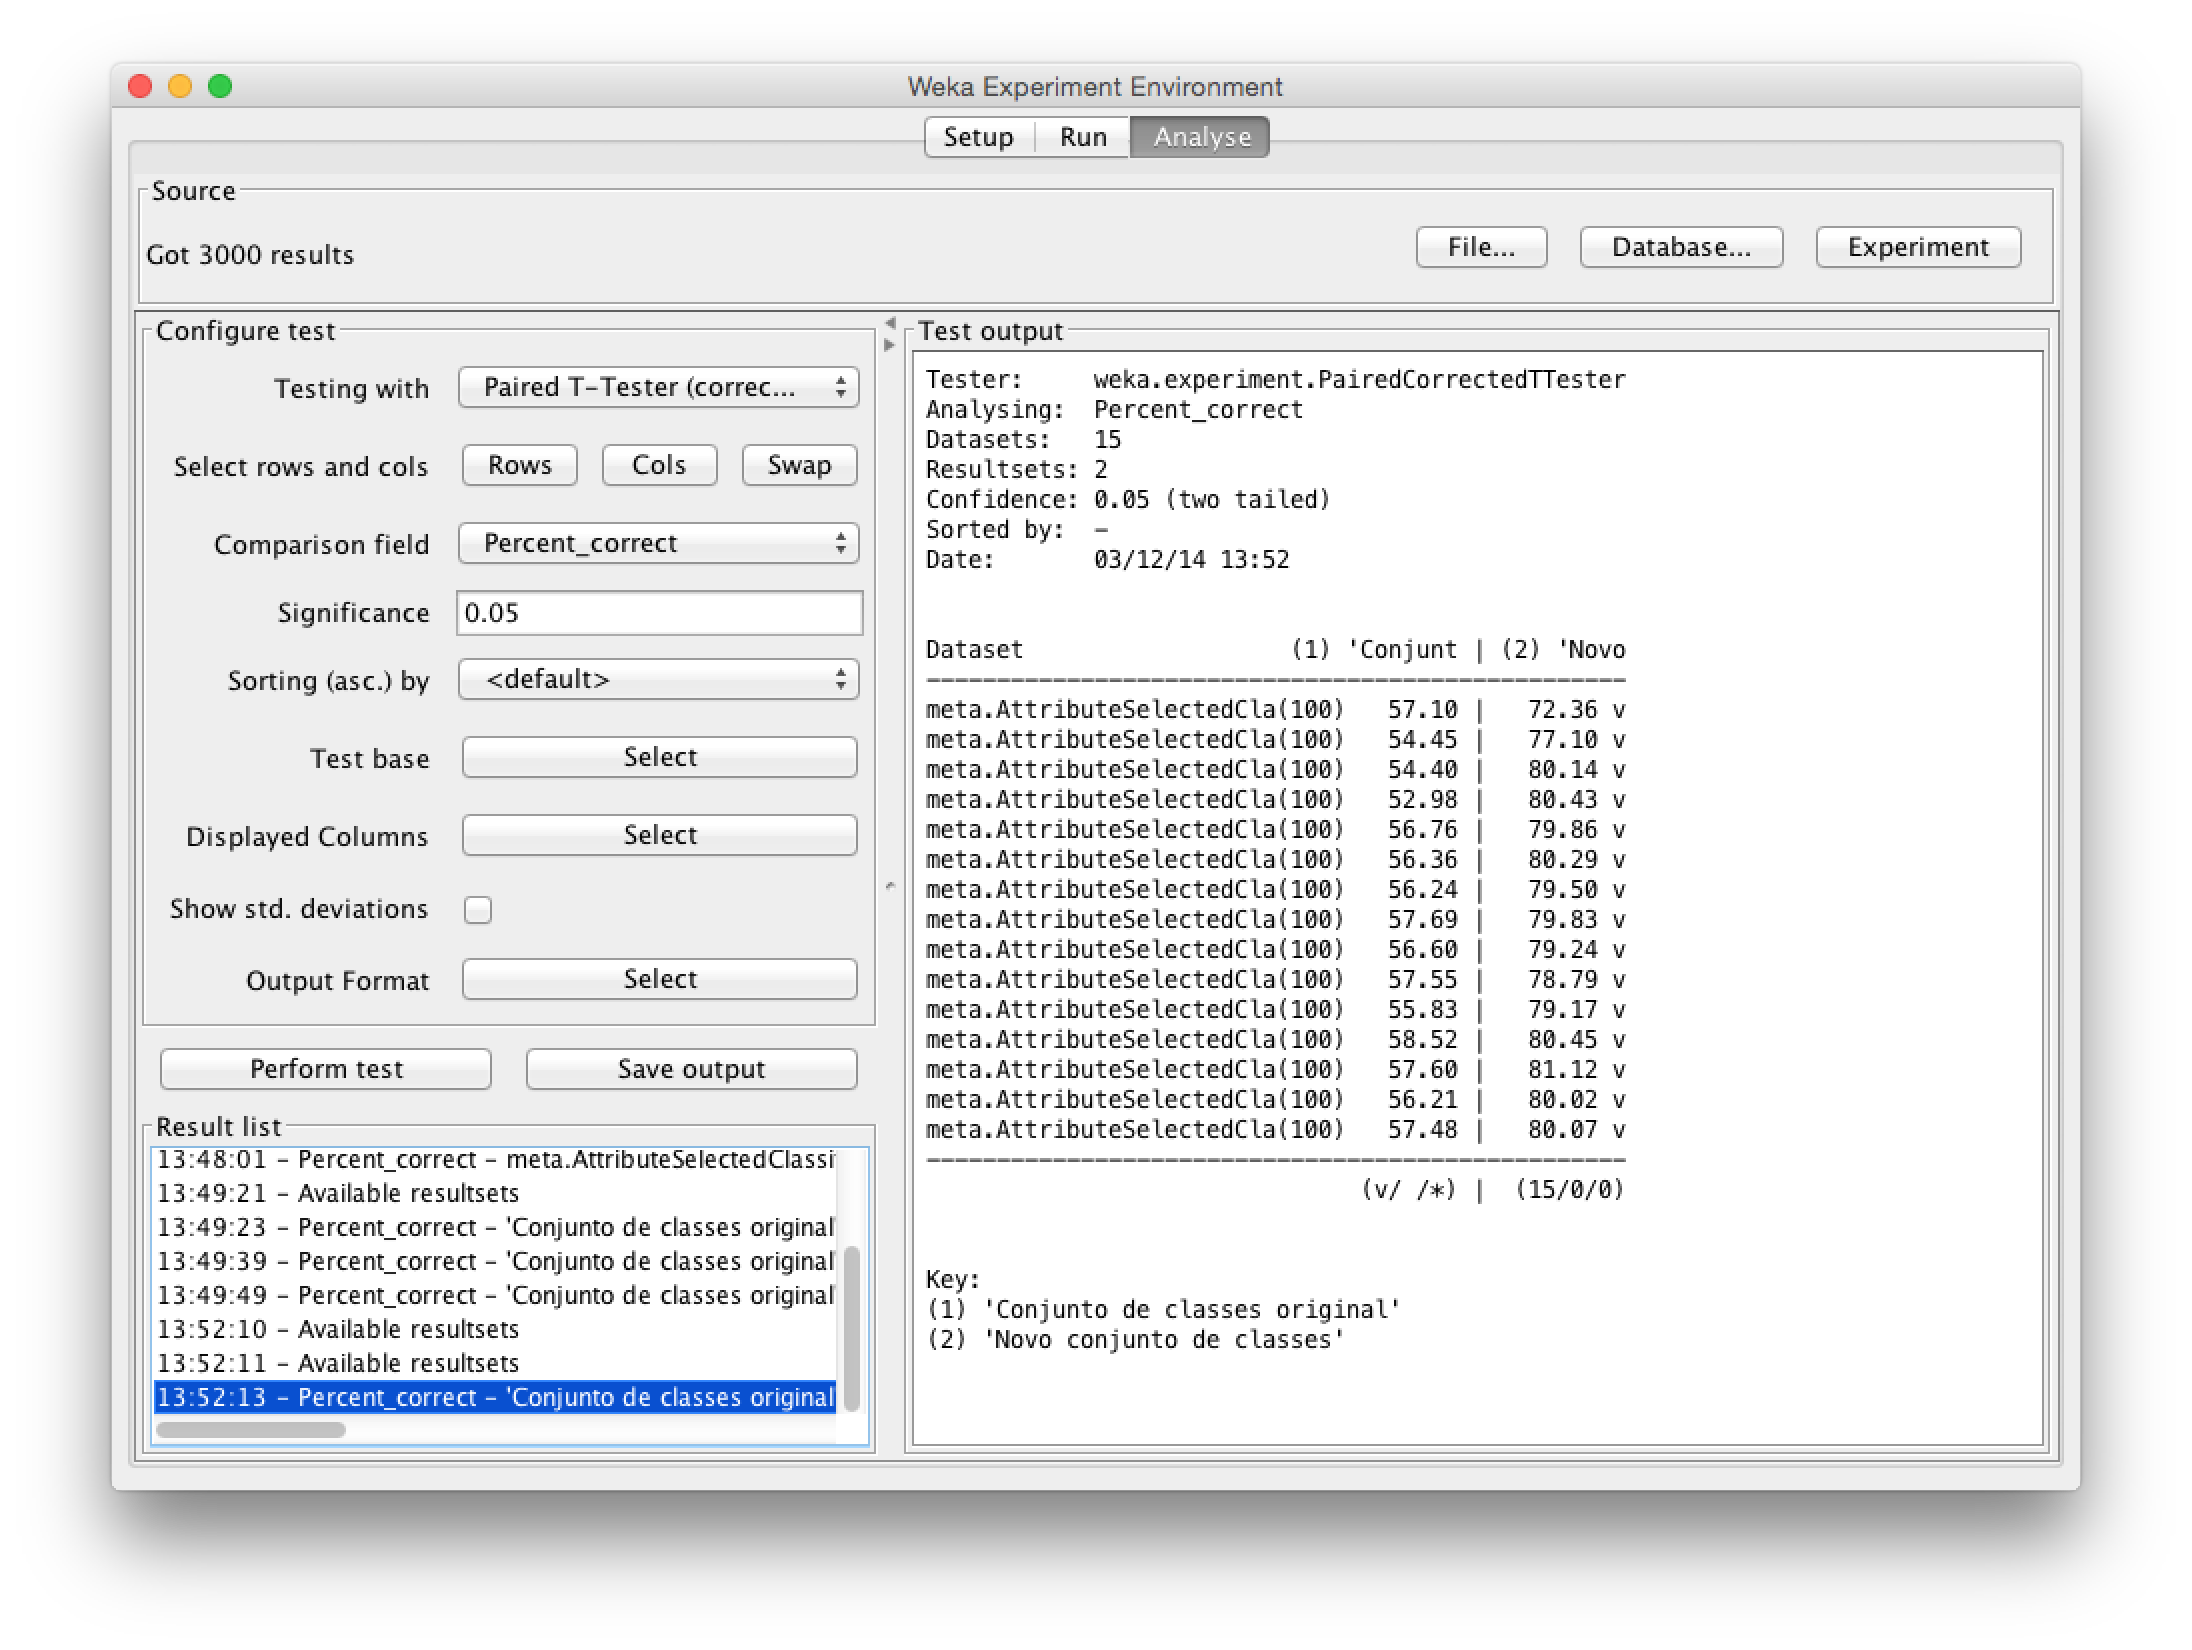 Weka Experiment Environment
Setup Run Analyse
Source
Got 3000 results
File... Database... Experiment
Configure test
Testing with Paired T-Tester (correc...
Select rows and cols Rows Cols Swap
Comparison field Percent_correct
Significance 0.05
Sorting (asc.) by <default>
Test base Select
Displayed Columns Select
Show std. deviations
Output Format Select
Perform test Save output
Result list
13:48:01 - Percent_correct - meta.AttributeSelectedClassi
13:49:21 - Available resultsets
13:49:23 - Percent_correct - 'Conjunto de classes original'
13:49:39 - Percent_correct - 'Conjunto de classes original'
13:49:49 - Percent_correct - 'Conjunto de classes original'
13:52:10 - Available resultsets
13:52:11 - Available resultsets
13:52:13 - Percent_correct - 'Conjunto de classes original'
Test output
Tester: weka.experiment.PairedCorrectedTTester
Analysing: Percent_correct
Datasets: 15
Resultsets: 2
Confidence: 0.05 (two tailed)
Sorted by: -
Date: 03/12/14 13:52
Dataset (1) 'Conjunt | (2) 'Novo
--------------------------------------------------
meta.AttributeSelectedCla(100) 57.10 | 72.36 v
meta.AttributeSelectedCla(100) 54.45 | 77.10 v
meta.AttributeSelectedCla(100) 54.40 | 80.14 v
meta.AttributeSelectedCla(100) 52.98 | 80.43 v
meta.AttributeSelectedCla(100) 56.76 | 79.86 v
meta.AttributeSelectedCla(100) 56.36 | 80.29 v
meta.AttributeSelectedCla(100) 56.24 | 79.50 v
meta.AttributeSelectedCla(100) 57.69 | 79.83 v
meta.AttributeSelectedCla(100) 56.60 | 79.24 v
meta.AttributeSelectedCla(100) 57.55 | 78.79 v
meta.AttributeSelectedCla(100) 55.83 | 79.17 v
meta.AttributeSelectedCla(100) 58.52 | 80.45 v
meta.AttributeSelectedCla(100) 57.60 | 81.12 v
meta.AttributeSelectedCla(100) 56.21 | 80.02 v
meta.AttributeSelectedCla(100) 57.48 | 80.07 v
--------------------------------------------------
(v/ /*) | (15/0/0)
Key:
(1) 'Conjunto de classes original'
(2) 'Novo conjunto de classes'